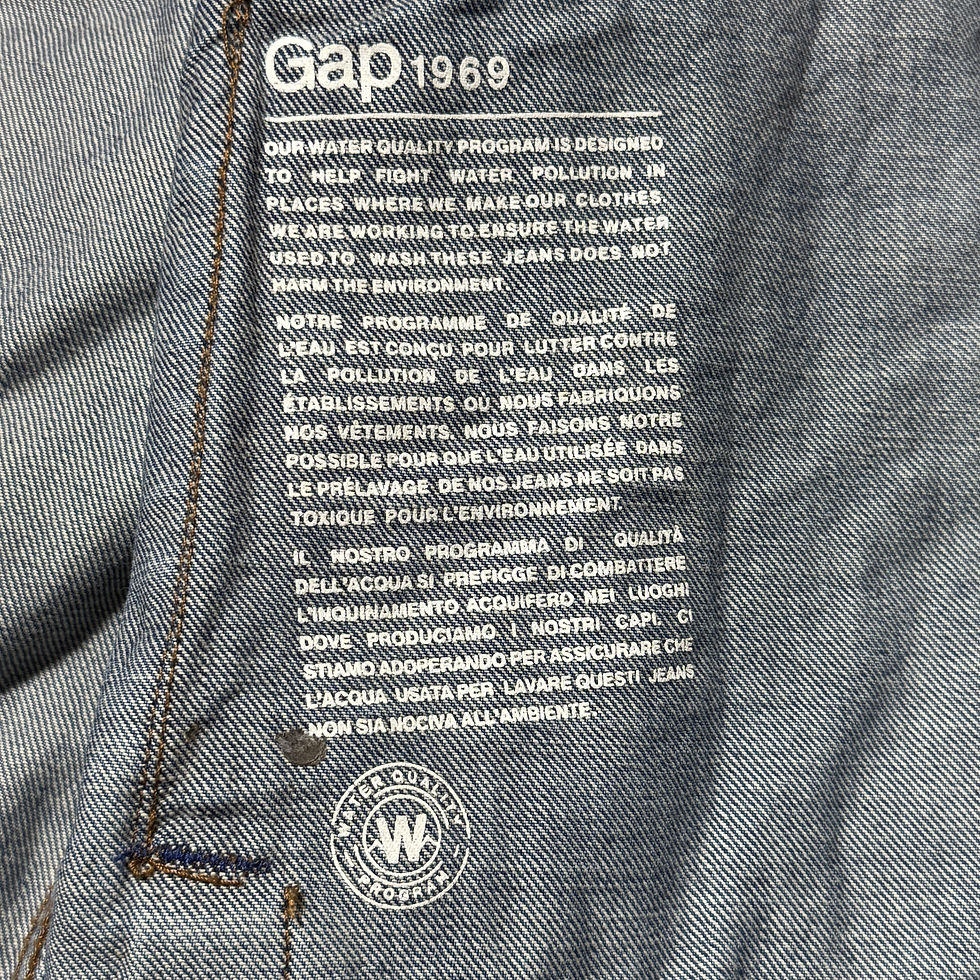 Gap 1969
OUR WATER QUALITY PROGRAM IS DESIGNED
TO HELP FIGHT WATER POLLUTION IN
PLACES WHERE WE MAKE OUR CLOTHES.
WE ARE WORKING TO ENSURE THE WATER
USED TO WASH THESE JEANS DOES NOT
HARM THE ENVIRONMENT.
NOTRE PROGRAMME DE QUALITÉ DE
L'EAU EST CONÇU POUR LUTTER CONTRE
LA POLLUTION DE L'EAU DANS LES
ÉTABLISSEMENTS OU NOUS FABRIQUONS
NOS VÊTEMENTS. NOUS FAISONS NOTRE
POSSIBLE POUR QUE L'EAU UTILISÉE DANS
LE PRÉLAVAGE DE NOS JEANS NE SOIT PAS
TOXIQUE POUR L'ENVIRONNEMENT.
IL NOSTRO PROGRAMMA DI QUALITÀ
DELL'ACQUA SI PREFIGGE DI COMBATTERE
L'INQUINAMENTO ACQUIFERO NEI LUOGHI
DOVE PRODUCIAMO I NOSTRI CAPI. CI
STIAMO ADOPERANDO PER ASSICURARE CHE
L'ACQUA USATA PER LAVARE QUESTI JEANS
NON SIA NOCIVA ALL'AMBIENTE.
WATER QUALITY
W
PROGRAM